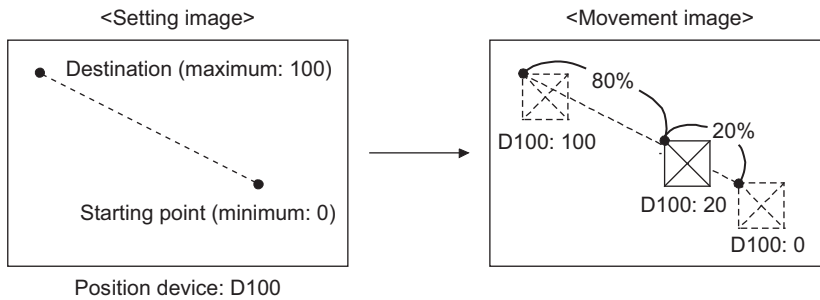 <Setting image>
Destination (maximum: 100)
Starting point (minimum: 0)
Position device: D100
<Movement image>
80%
20%
D100: 100
D100: 20
D100: 0